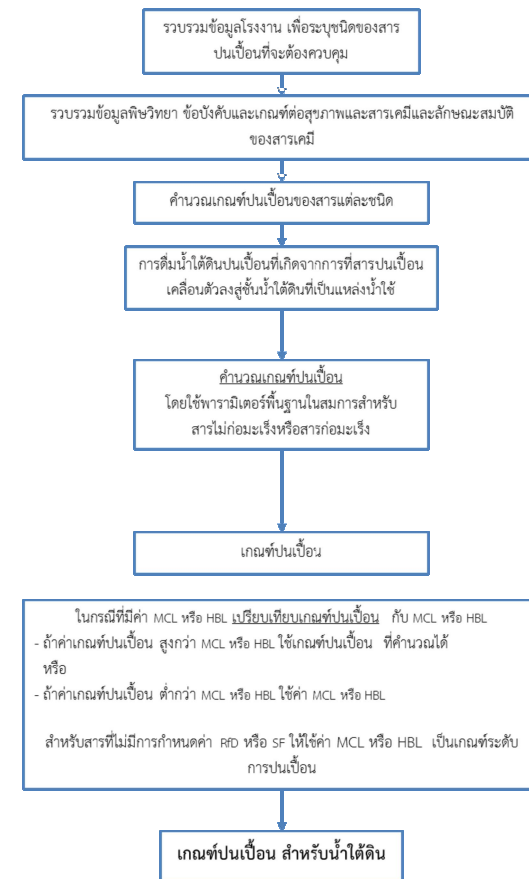 รวบรวมข้อมูลโรงงาน เพื่อระบุชนิดของสาร
ปนเปื้อนที่จะต้องควบคุม
รวบรวมข้อมูลพิษวิทยา ข้อบังคับและเกณฑ์ต่อสุขภาพและสารเคมีและลักษณะสมบัติ
ของสารเคมี
คำนวณเกณฑ์ปนเปื้อนของสารแต่ละชนิด
การดื่มน้ำใต้ดินปนเปื้อนที่เกิดจากการที่สารปนเปื้อน
เคลื่อนตัวลงสู่ชั้นน้ำใต้ดินที่เป็นแหล่งน้ำใช้
คำนวณเกณฑ์ปนเปื้อน
โดยใช้พารามิเตอร์พื้นฐานในสมการสำหรับ
สารไม่ก่อมะเร็งหรือสารก่อมะเร็ง
เกณฑ์ปนเปื้อน
ในกรณีที่มีค่า MCL หรือ HBL เปรียบเทียบเกณฑ์ปนเปื้อน กับ MCL หรือ HBL
- ถ้าค่าเกณฑ์ปนเปื้อน สูงกว่า MCL หรือ HBL ใช้เกณฑ์ปนเปื้อน ที่คำนวณได้
หรือ
- ถ้าค่าเกณฑ์ปนเปื้อน ต่ำกว่า MCL หรือ HBL ใช้ค่า MCL หรือ HBL
สำหรับสารที่ไม่มีการกำหนดค่า RfD หรือ SF ให้ใช้ค่า MCL หรือ HBL เป็นเกณฑ์ระดับ
การปนเปื้อน
เกณฑ์ปนเปื้อน สำหรับน้ำใต้ดิน